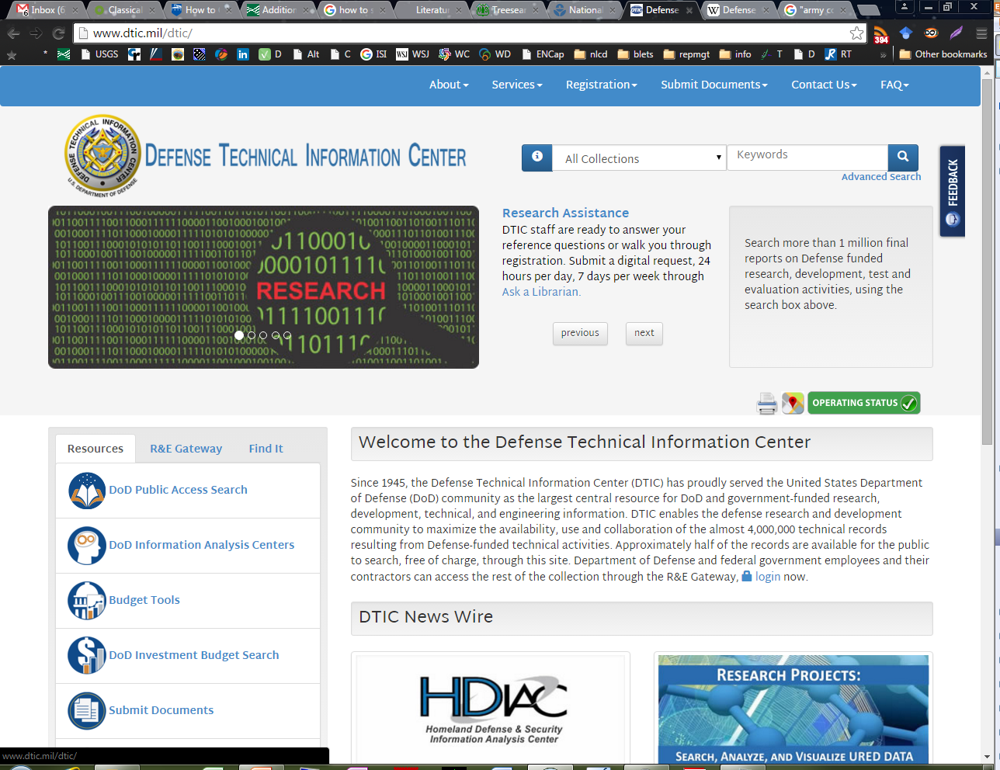 Inbox (6
Classical
How to
Addition
how to s
Literatu
Treesear
National
Defense
Defense
"army co
www.dtic.mil/dtic/
394
* USGS in D Alt C ISI WSJ WSJ WC WD ENCap nlcd blets repmgt info T D RT » Other bookmarks
About Services Registration Submit Documents Contact Us FAQ
DEFENSE TECHNICAL INFORMATION CENTER
U.S. DEPARTMENT OF DEFENSE
DEFENSE TECHNICAL INFORMATION CENTER
All Collections
Keywords
Advanced Search
FEEDBACK
RESEARCH
Research Assistance
DTIC staff are ready to answer your
reference questions or walk you through
registration. Submit a digital request, 24
hours per day, 7 days per week through
Ask a Librarian.
previous next
Search more than 1 million final
reports on Defense funded
research, development, test and
evaluation activities, using the
search box above.
OPERATING STATUS
Resources R&E Gateway Find It
DoD Public Access Search
DoD Information Analysis Centers
Budget Tools
DoD Investment Budget Search
Submit Documents
Welcome to the Defense Technical Information Center
Since 1945, the Defense Technical Information Center (DTIC) has proudly served the United States Department
of Defense (DoD) community as the largest central resource for DoD and government-funded research,
development, technical, and engineering information. DTIC enables the defense research and development
community to maximize the availability, use and collaboration of the almost 4,000,000 technical records
resulting from Defense-funded technical activities. Approximately half of the records are available for the public
to search, free of charge, through this site. Department of Defense and federal government employees and their
contractors can access the rest of the collection through the R&E Gateway, login now.
DTIC News Wire
HDIAC
Homeland Defense & Security
Information Analysis Center
RESEARCH PROJECTS:
SEARCH, ANALYZE, AND VISUALIZE URED DATA
www.dtic.mil/dtic/